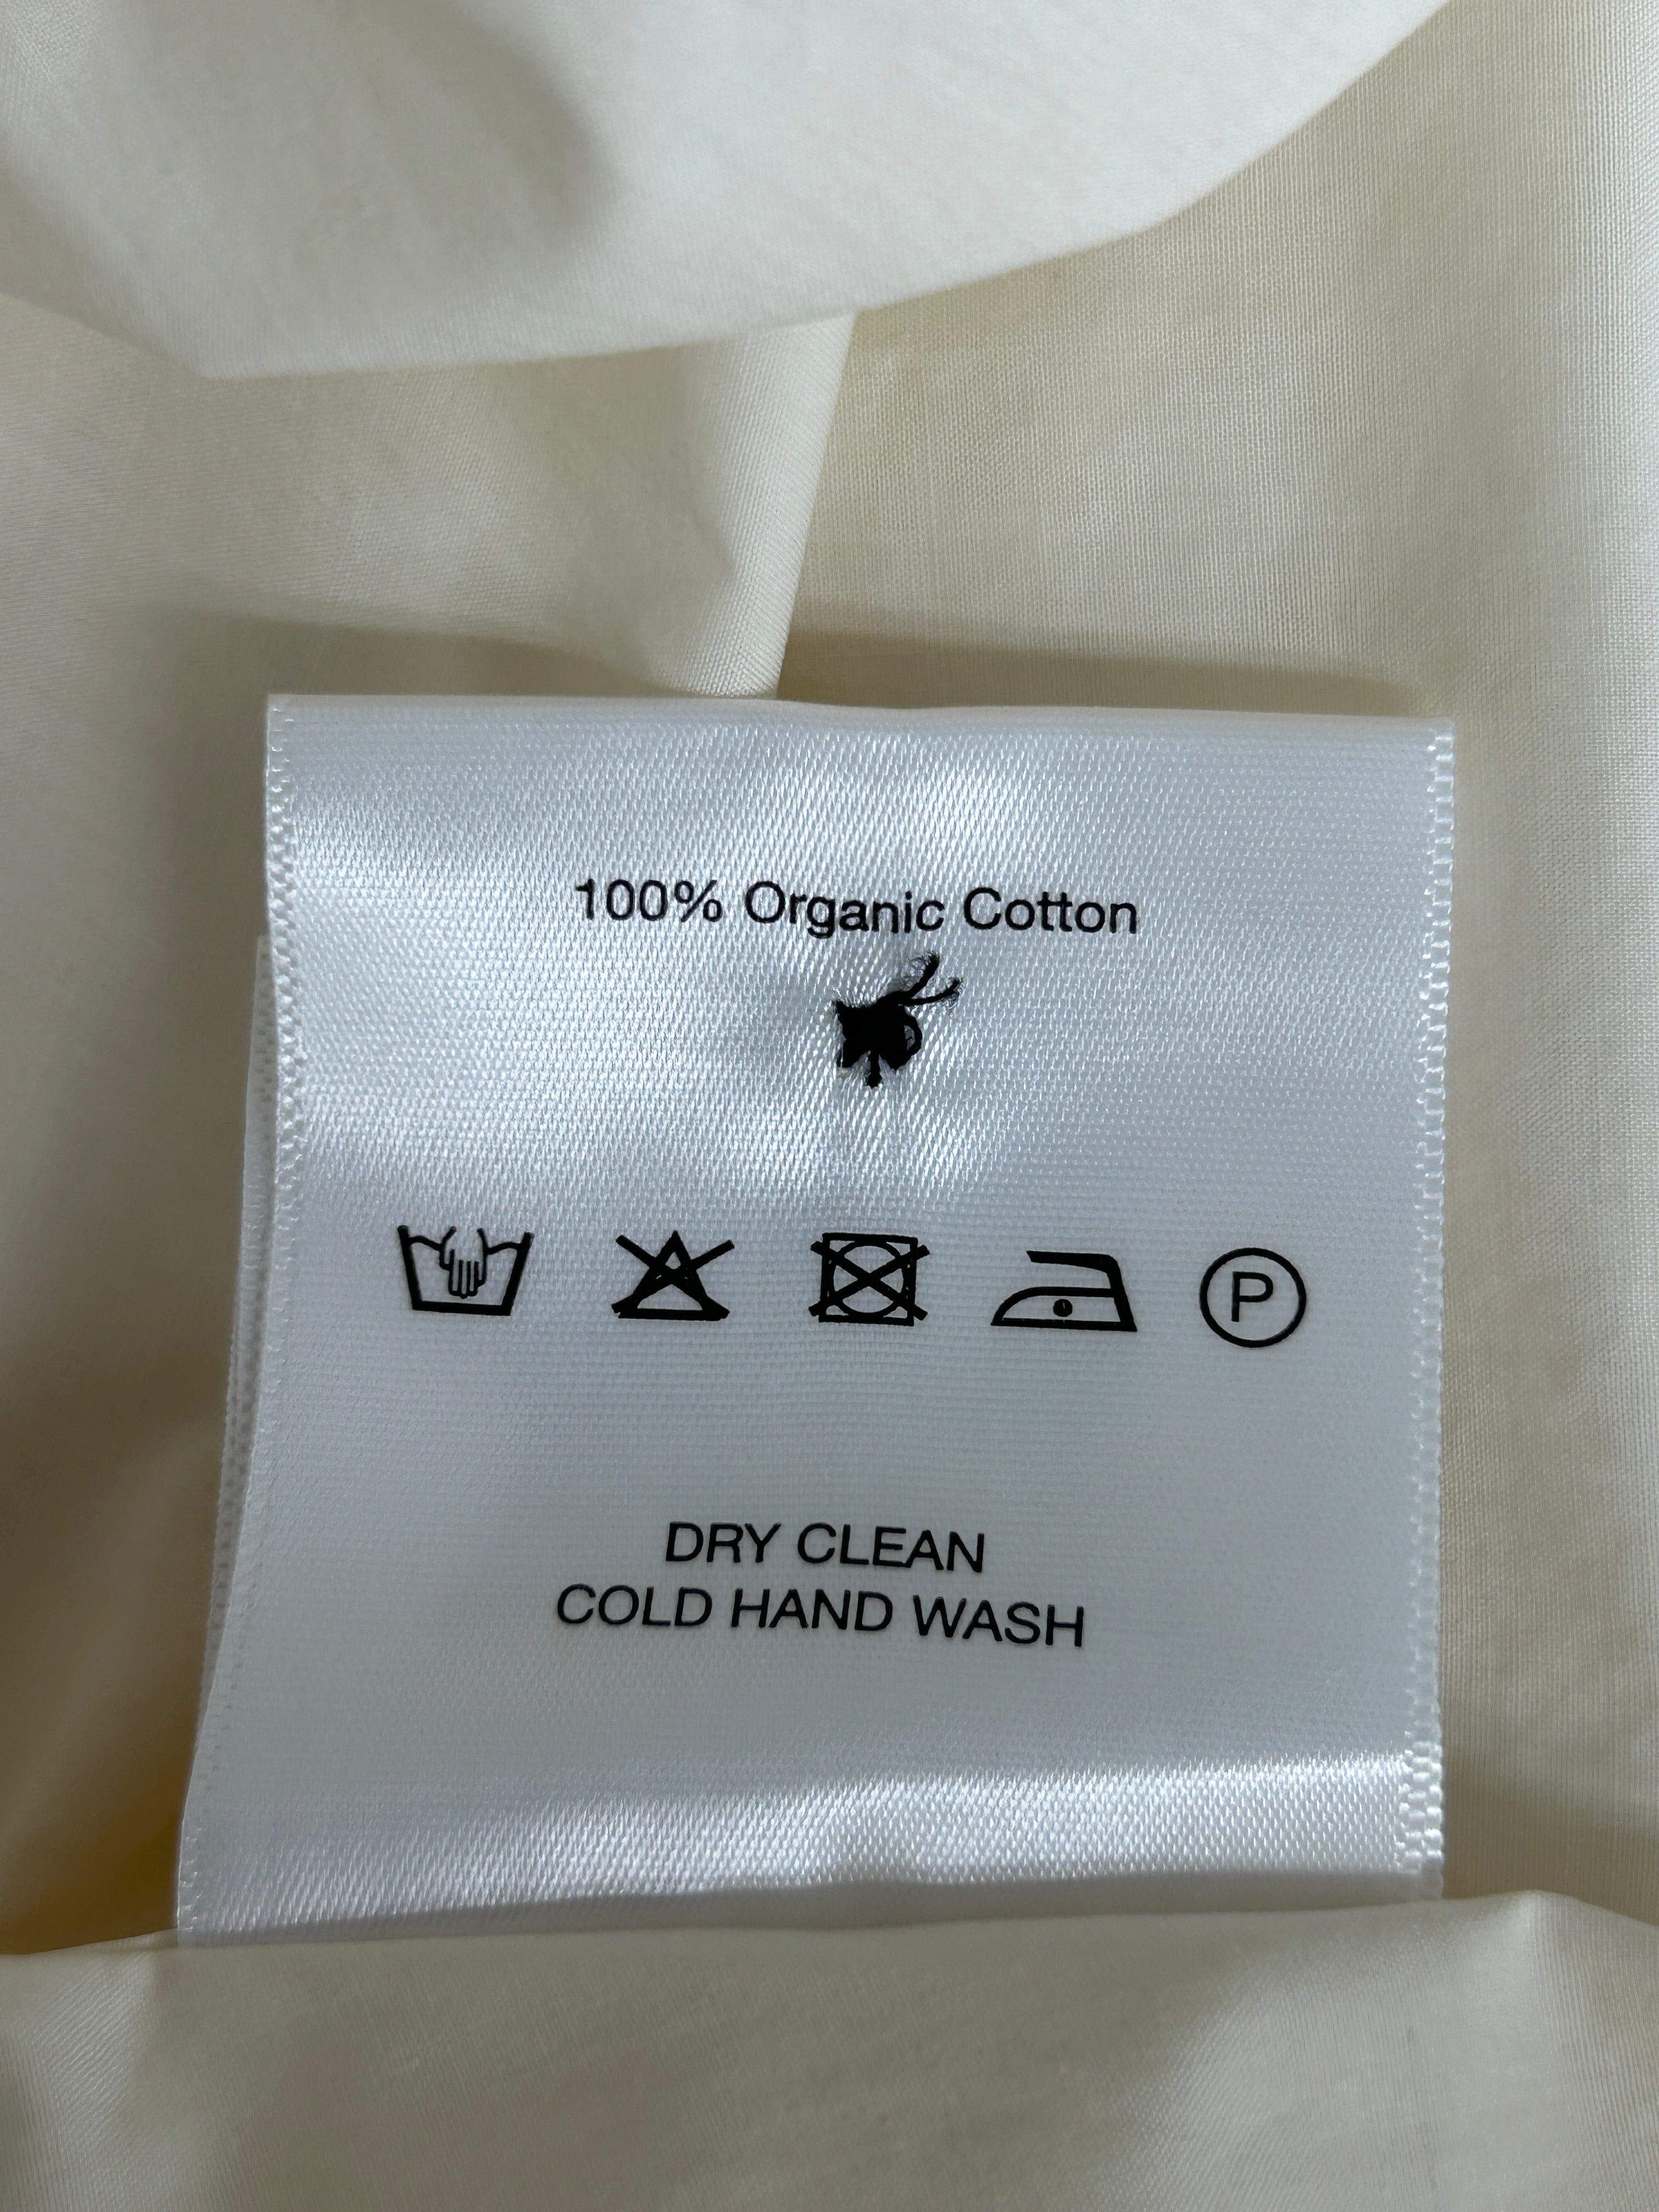 100% Organic Cotton
P
DRY CLEAN
COLD HAND WASH